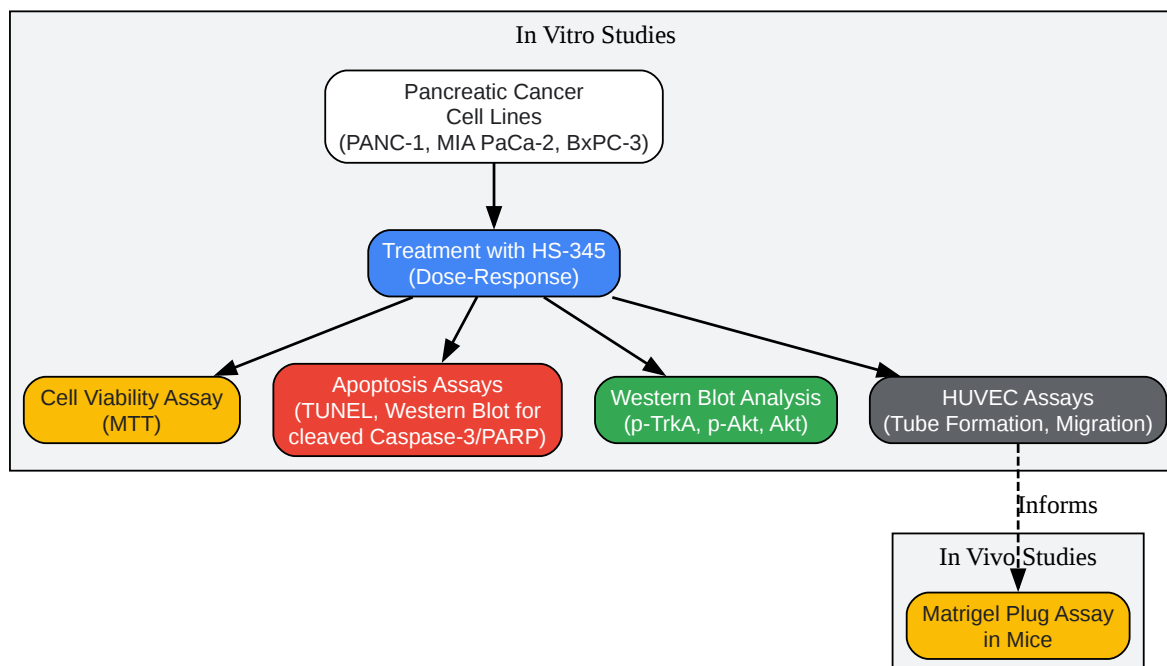 In Vitro Studies
Pancreatic Cancer
Cell Lines
(PANC-1, MIA PaCa-2, BxPC-3)
Treatment with HS-345
(Dose-Response)
Cell Viability Assay
(MTT)
Apoptosis Assays
(TUNEL, Western Blot for
cleaved Caspase-3/PARP)
Western Blot Analysis
(p-TrkA, p-Akt, Akt)
HUVEC Assays
(Tube Formation, Migration)
Informs
In Vivo Studies
Matrigel Plug Assay
in Mice